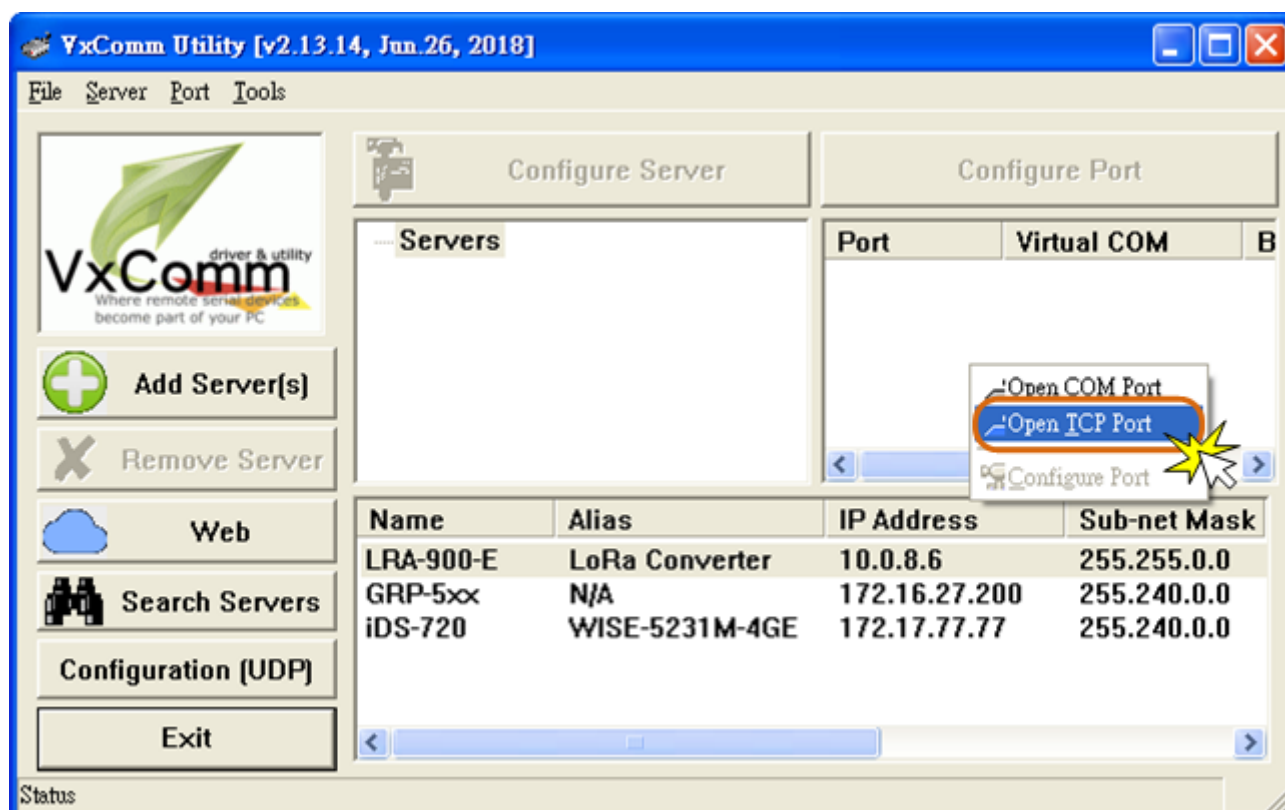 VxComm Utility [v2.13.14, Jun.26, 2018]
File Server Port Tools
VxComm
driver & utility
Where remote serial devices
become part of your PC
Configure Server
Configure Port
Servers
Port Virtual COM B
Open COM Port
Open TCP Port
Configure Port
Add Server(s)
Remove Server
Web
Search Servers
Configuration (UDP)
Exit
Name Alias IP Address Sub-net Mask
LRA-900-E LoRa Converter 10.0.8.6 255.255.0.0
GRP-5xx N/A 172.16.27.200 255.240.0.0
iDS-720 WISE-5231M-4GE 172.17.77.77 255.240.0.0
Status